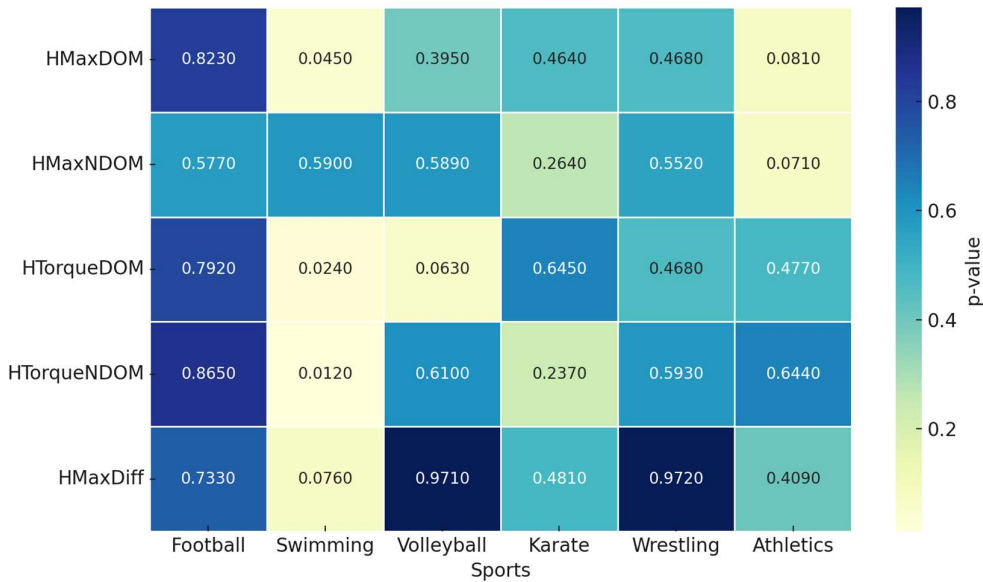 HMaxDOM 0.8230 0.0450 0.3950 0.4640 0.4680 0.0810
HMaxNDOM 0.5770 0.5900 0.5890 0.2640 0.5520 0.0710
HTorqueDOM 0.7920 0.0240 0.0630 0.6450 0.4680 0.4770
HTorqueNDOM 0.8650 0.0120 0.6100 0.2370 0.5930 0.6440
HMaxDiff 0.7330 0.0760 0.9710 0.4810 0.9720 0.4090
Football Swimming Volleyball Karate Wrestling Athletics
Sports
0.8
0.6
0.4
0.2
p-value